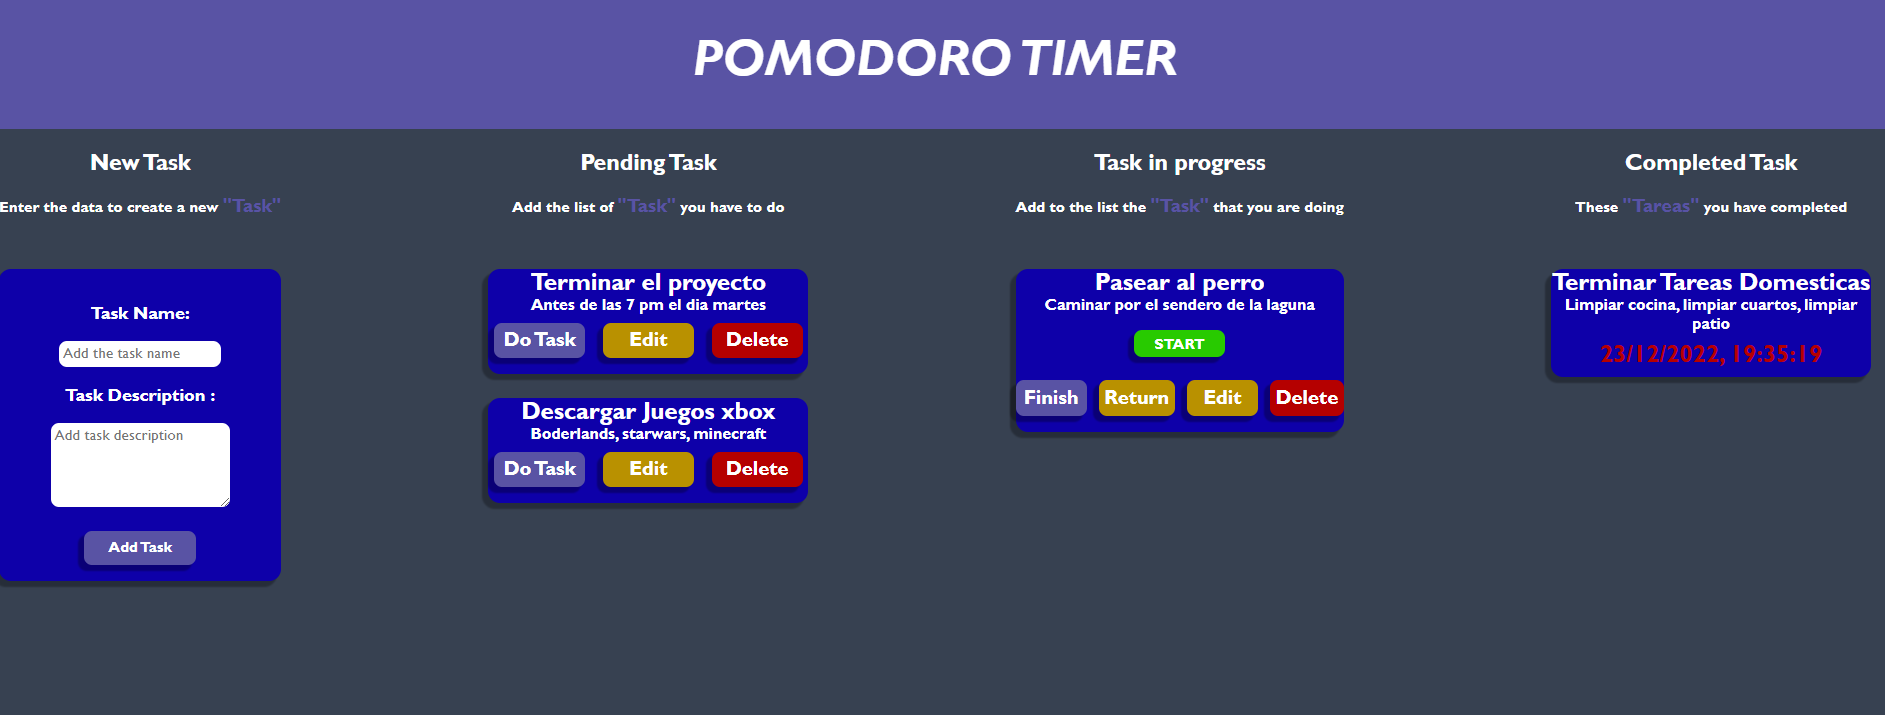 POMODORO TIMER
New Task
Enter the data to create a new "Task"
Task Name:
Add the task name
Task Description :
Add task description
Add Task
Pending Task
Add the list of "Task" you have to do
Terminar el proyecto
Antes de las 7 pm el dia martes
Do Task Edit Delete
Descargar Juegos xbox
Boderlands, starwars, minecraft
Do Task Edit Delete
Task in progress
Add to the list the "Task" that you are doing
Pasear al perro
Caminar por el sendero de la laguna
START
Finish Return Edit Delete
Completed Task
These "Tareas" you have completed
Terminar Tareas Domesticas
Limpiar cocina, limpiar cuartos, limpiar
patio
23/12/2022, 19:35:19